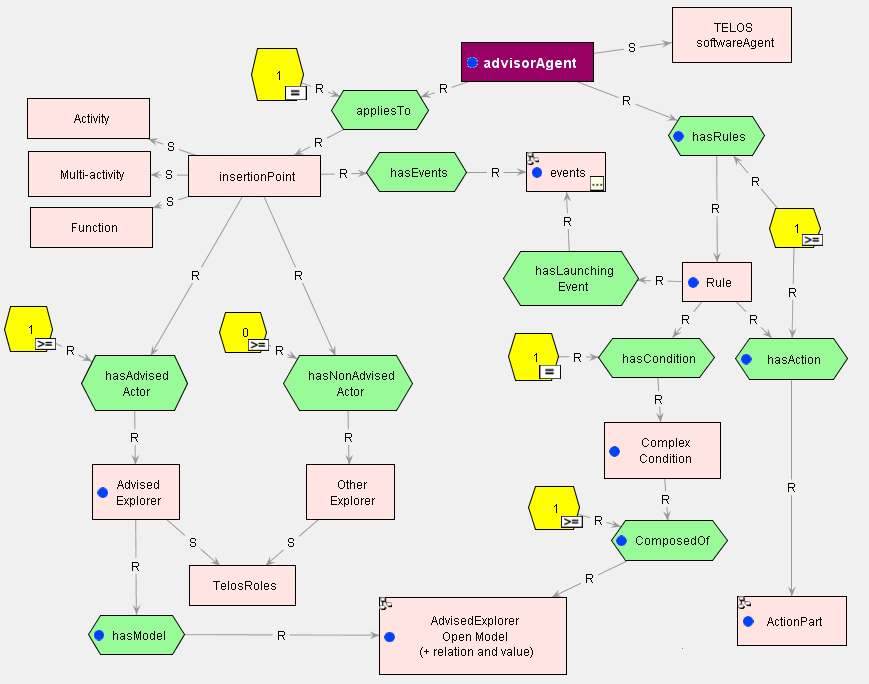 TELOS
softwareAgent
S
advisorAgent
1
=
R
R
appliesTo
R
R
hasRules
Activity
S
Multi-activity
S
insertionPoint
R
hasEvents
R
events
...
R
S
Function
R
R
1
>=
R
R
hasLaunching
Event
R
Rule
R
R
R
1
>=
R
0
>=
R
1
=
R
hasCondition
hasAction
hasAdvised
Actor
hasNonAdvised
Actor
R
R
R
Complex
Condition
Advised
Explorer
Other
Explorer
R
R
1
>=
R
ComposedOf
S
S
R
TelosRoles
R
hasModel
R
AdvisedExplorer
Open Model
(+ relation and value)
ActionPart